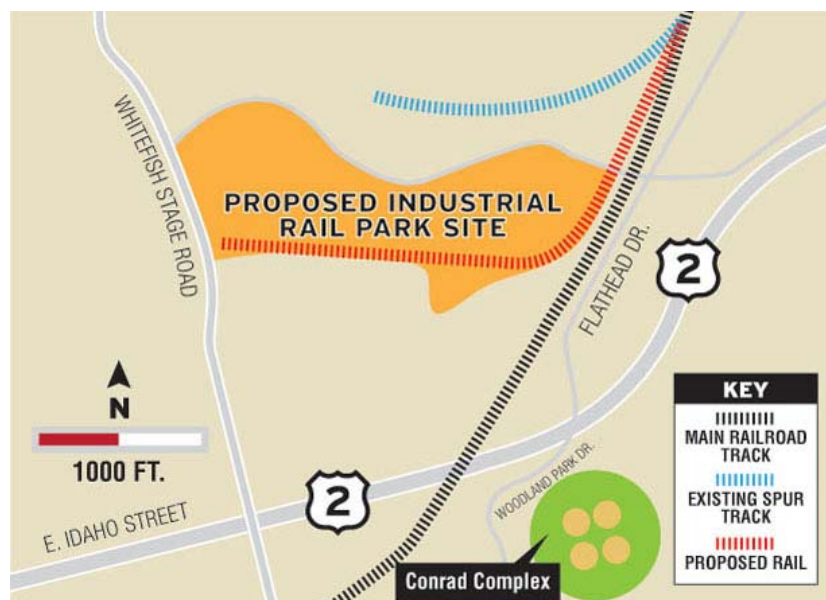 WHITEFISH STAGE ROAD
PROPOSED INDUSTRIAL
RAIL PARK SITE
FLATHEAD DR.
2
N
1000 FT.
2
E. IDAHO STREET
WOODLAND PARK DR.
Conrad Complex
KEY
MAIN RAILROAD
TRACK
EXISTING SPUR
TRACK
PROPOSED RAIL